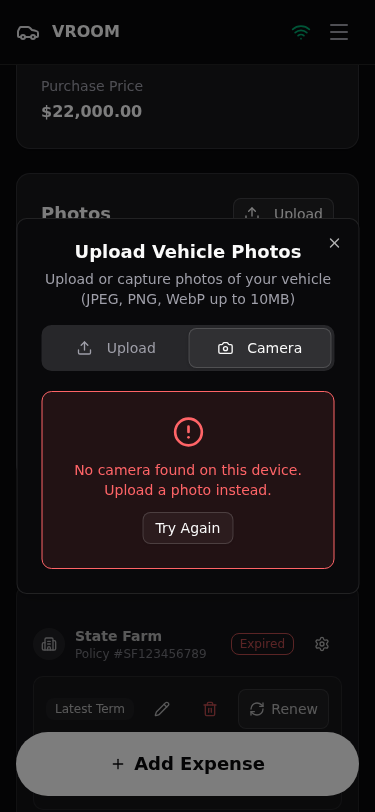 VROOM
Purchase Price
$22,000.00
Photos
Upload
Upload Vehicle Photos
Upload or capture photos of your vehicle
(JPEG, PNG, WebP up to 10MB)
Upload
Camera
No camera found on this device.
Upload a photo instead.
Try Again
State Farm
Policy #SF123456789
Expired
Latest Term
Renew
+ Add Expense